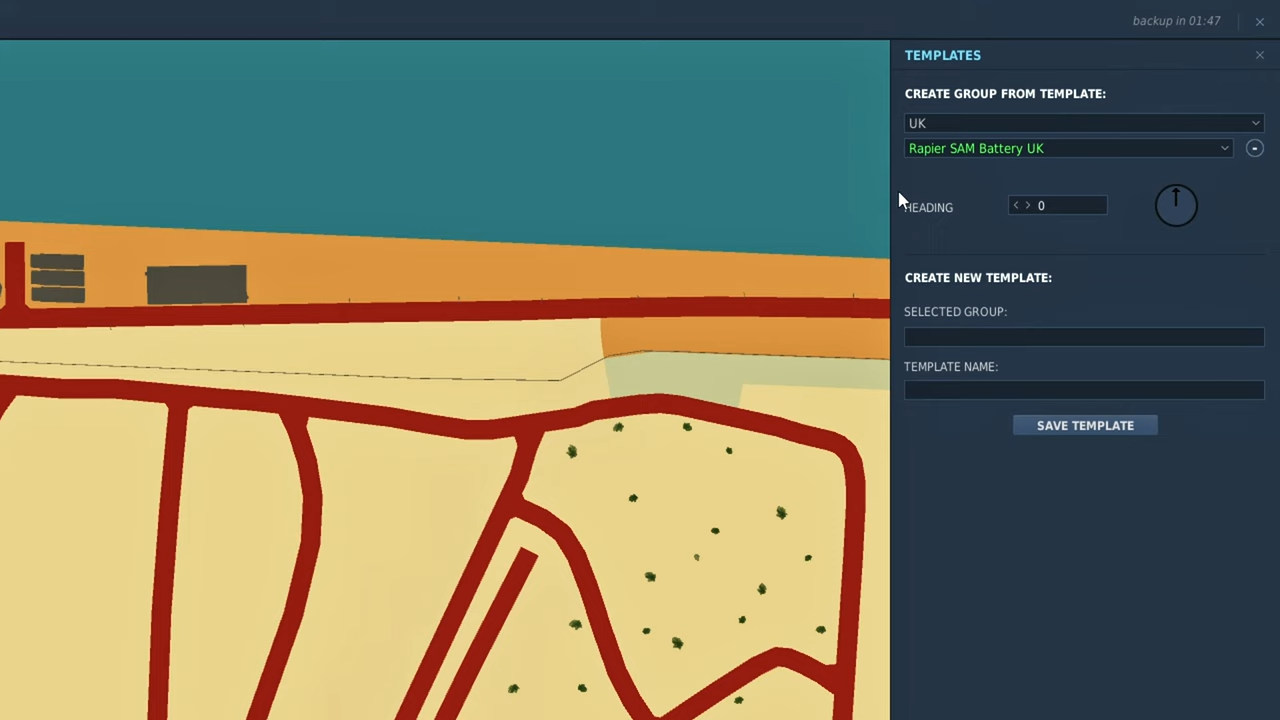 backup in 01:47
TEMPLATES
CREATE GROUP FROM TEMPLATE:
UK
Rapier SAM Battery UK
HEADING
0
CREATE NEW TEMPLATE:
SELECTED GROUP:
TEMPLATE NAME:
SAVE TEMPLATE